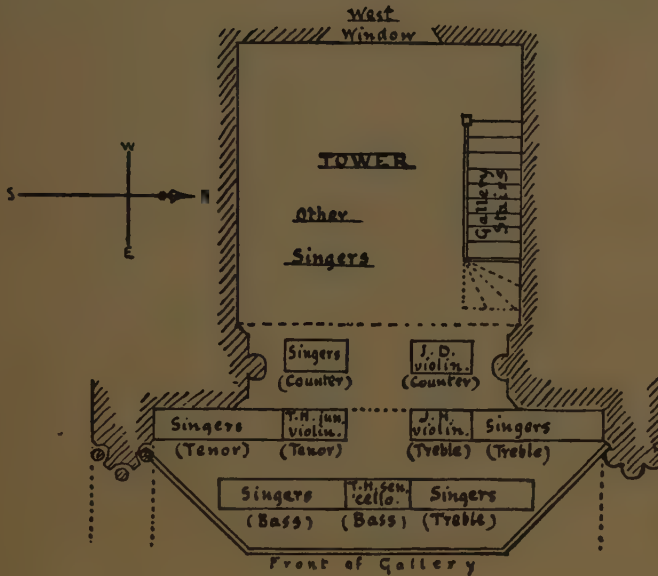 West
Window
W
S
N
E
TOWER
Other
Singers
Gallery
Stairs
Singers
(Counter)
J. D.
violin.
(Counter)
Singers
(Tenor)
T.H. jun.
violin.
(Tenor)
J. H.
violin.
(Treble)
Singers
(Treble)
Singers
(Bass)
T.H. sen.
cello.
(Bass)
Singers
(Treble)
Front of Gallery